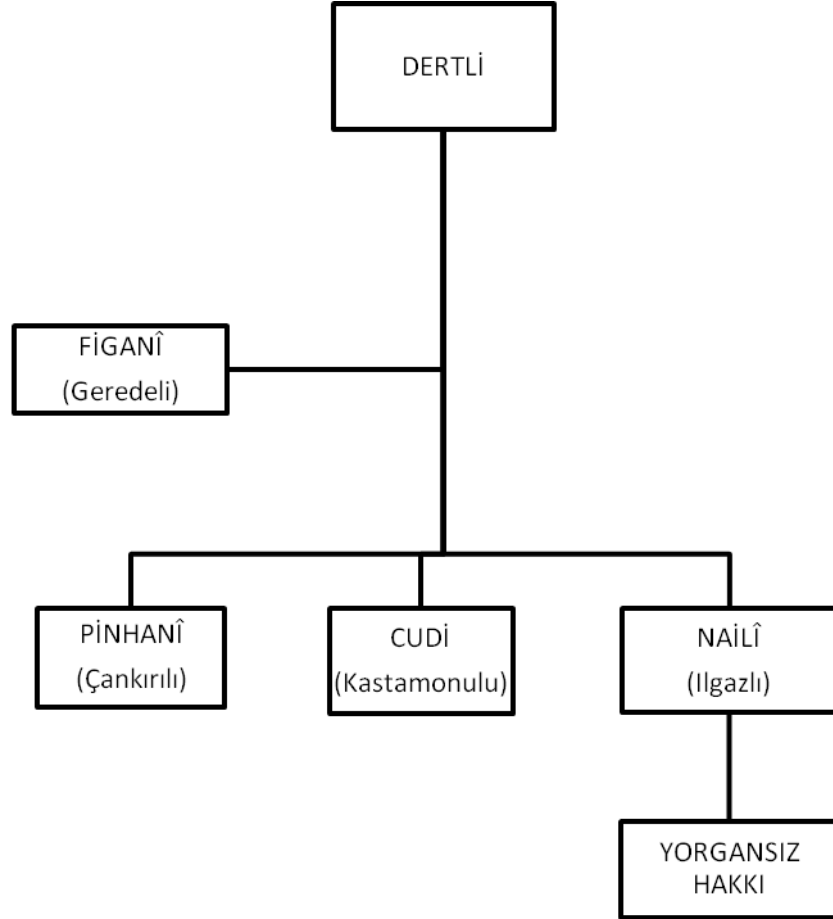 DERTLİ
FİGANÎ
(Geredeli)
PİNHANÎ
(Çankırılı)
CUDİ
(Kastamonulu)
NAİLÎ
(Ilgazlı)
YORGANSIZ
HAKKI